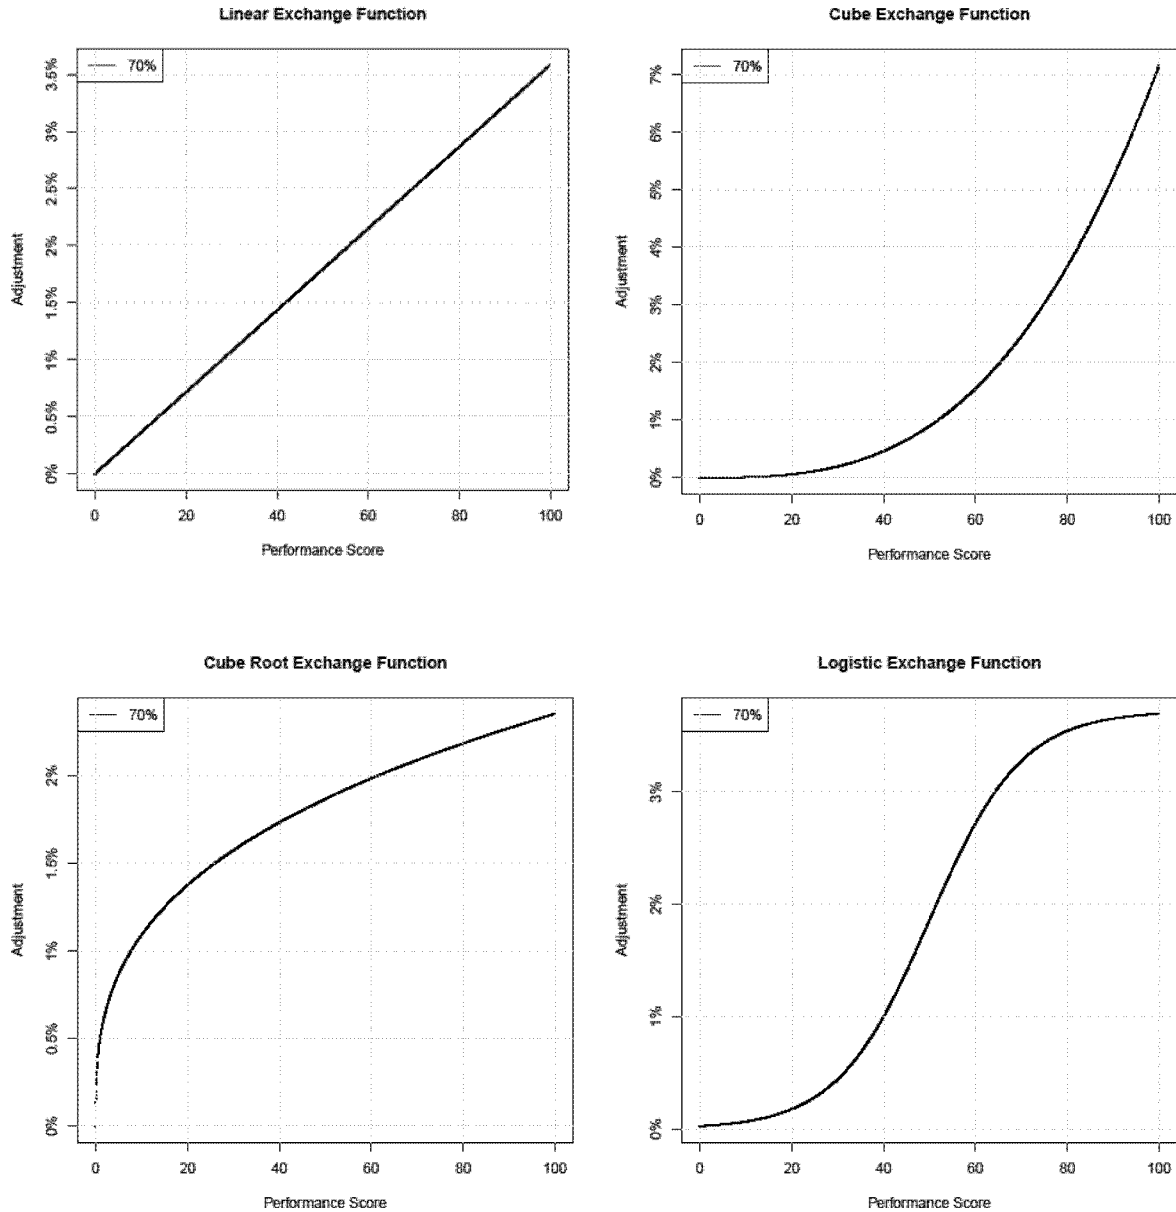 Linear Exchange Function
70%
3.5%
3%
2.5%
2%
1.5%
1%
0.5%
0%
Adjustment
0 20 40 60 80 100
Performance Score
Cube Exchange Function
70%
7%
6%
5%
4%
3%
2%
1%
0%
Adjustment
0 20 40 60 80 100
Performance Score
Cube Root Exchange Function
70%
2%
1.5%
1%
0.5%
0%
Adjustment
0 20 40 60 80 100
Performance Score
Logistic Exchange Function
70%
3%
2%
1%
0%
Adjustment
0 20 40 60 80 100
Performance Score